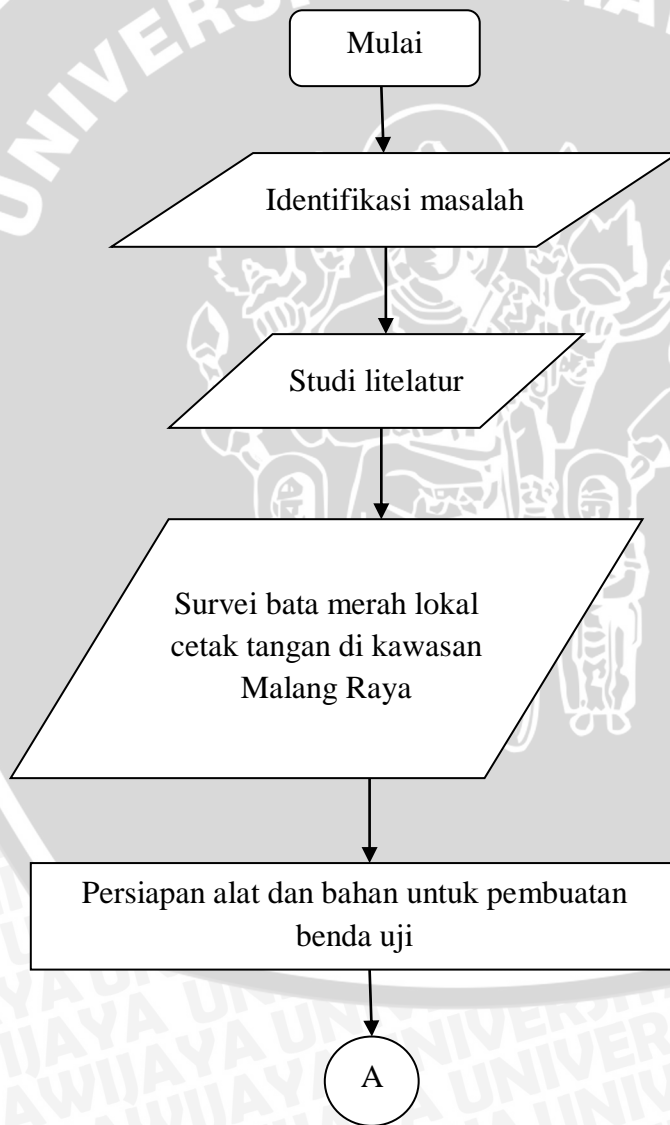 Mulai
Identifikasi masalah
Studi litelatur
Survei bata merah lokal
cetak tangan di kawasan
Malang Raya
Persiapan alat dan bahan untuk pembuatan
benda uji
A